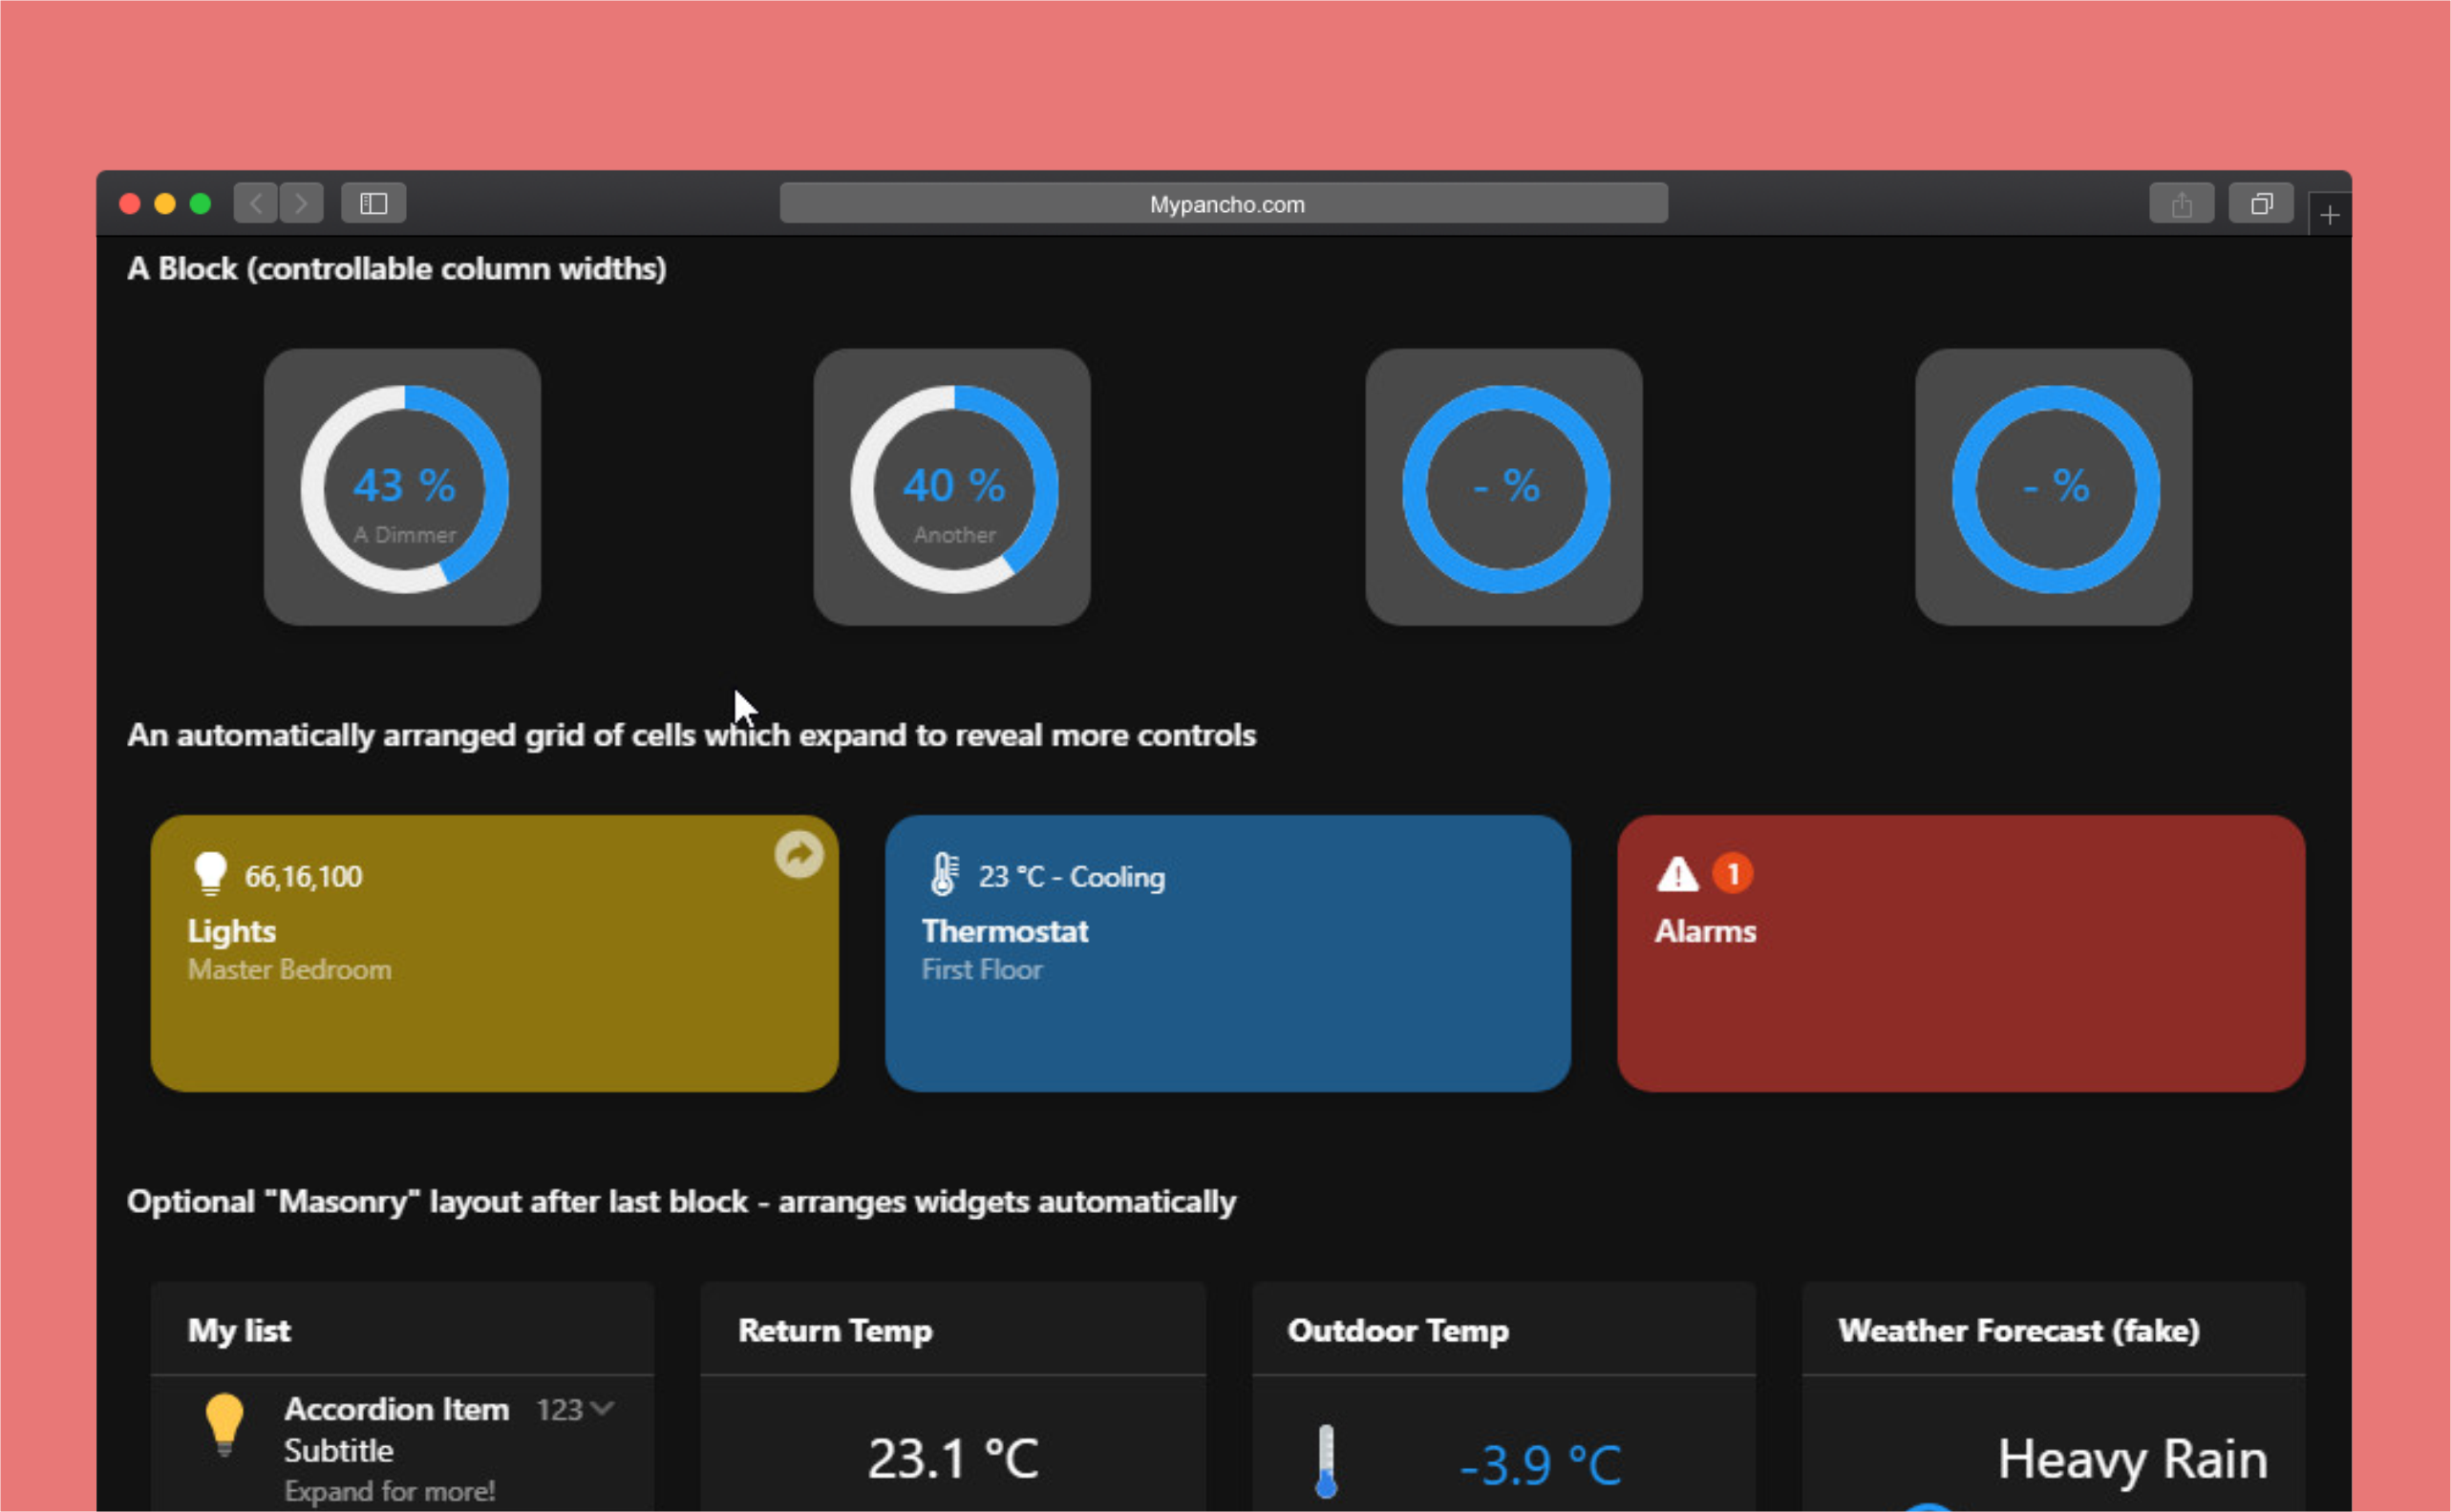 Mypancho.com
A Block (controllable column widths)
43 %
A Dimmer
40 %
Another
- %
- %
An automatically arranged grid of cells which expand to reveal more controls
66,16,100
Lights
Master Bedroom
23 °C - Cooling
Thermostat
First Floor
1
Alarms
Optional "Masonry" layout after last block - arranges widgets automatically
My list
Accordion Item 123
Subtitle
Expand for more!
Return Temp
23.1 °C
Outdoor Temp
-3.9 °C
Weather Forecast (fake)
Heavy Rain